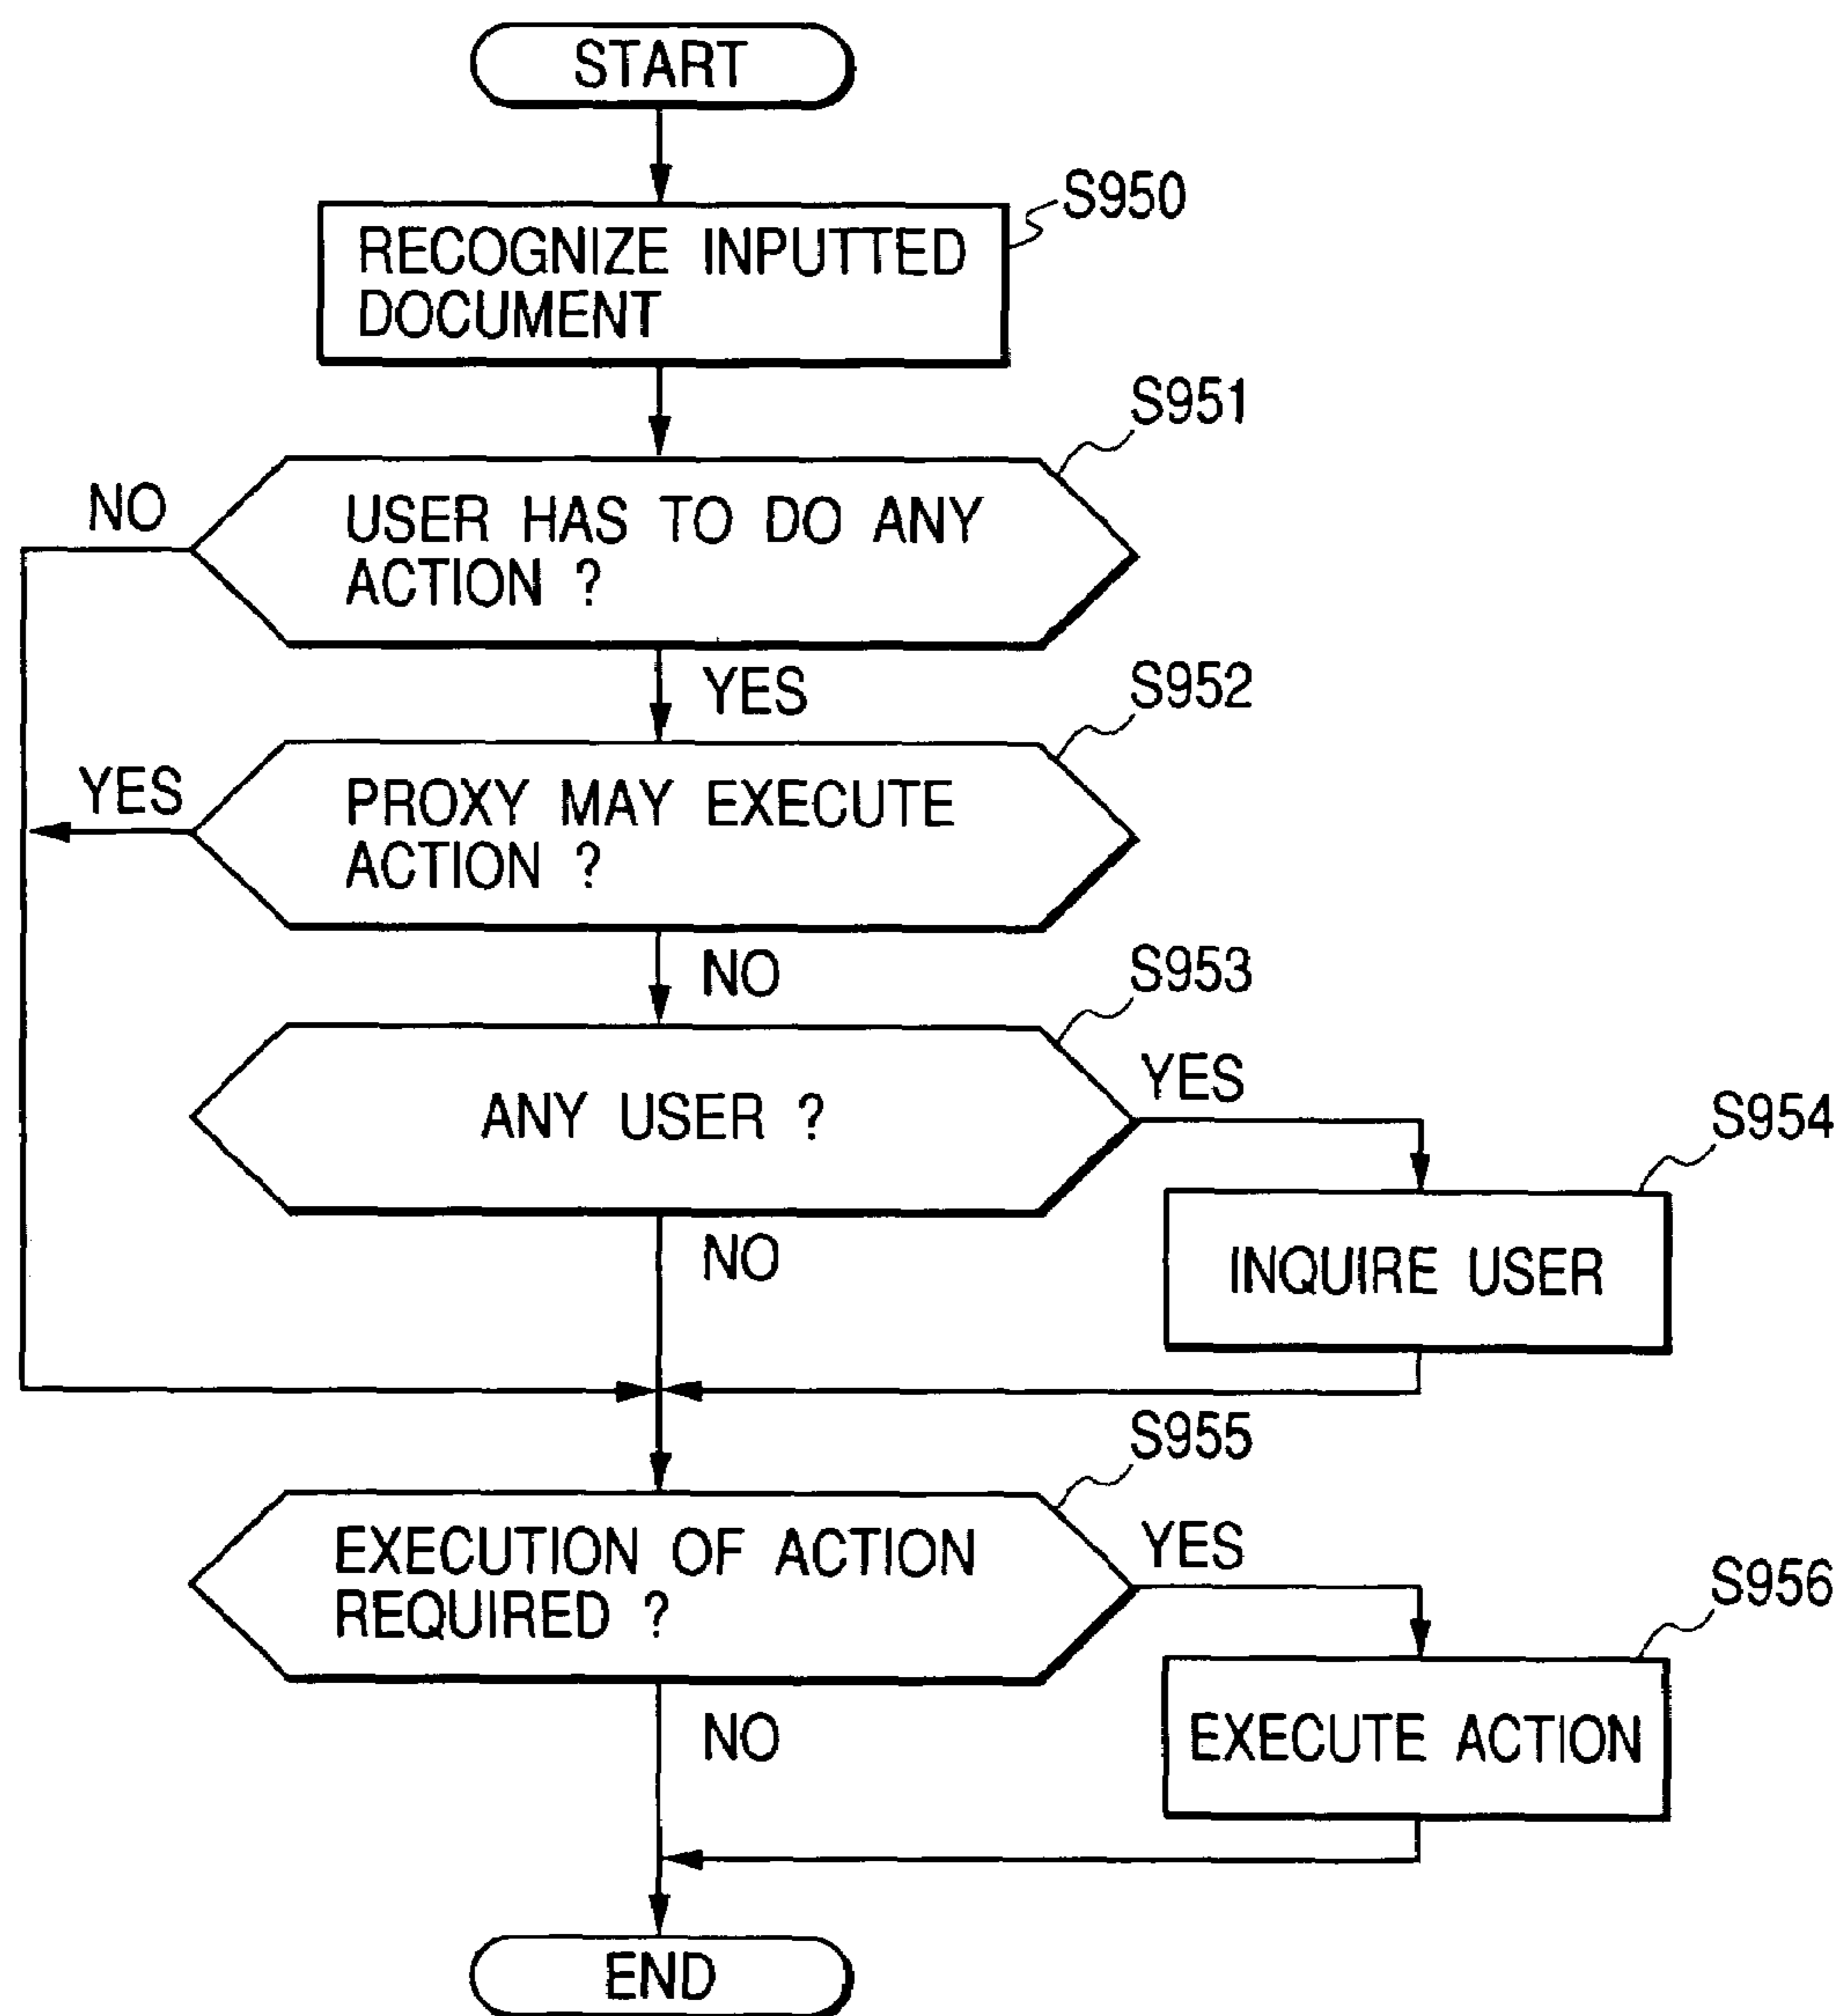 START
S950
RECOGNIZE INPUTTED
DOCUMENT
S951
NO
USER HAS TO DO ANY
ACTION ?
YES
S952
YES
PROXY MAY EXECUTE
ACTION ?
NO
S953
ANY USER ?
YES
S954
NO
INQUIRE USER
S955
EXECUTION OF ACTION
REQUIRED ?
YES
S956
NO
EXECUTE ACTION
END